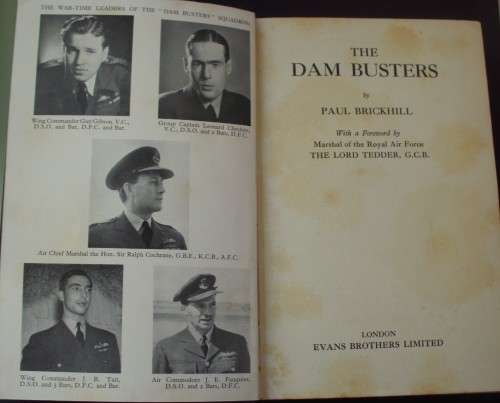 THE WAR-TIME LEADERS OF THE "DAM BUSTERS" SQUADRON
Wing Commander Guy Gibson, V.C.,
D.S.O. and Bar, D.F.C. and Bar.
Group Captain Leonard Cheshire,
V.C., D.S.O. and 2 Bars, D.F.C.
Air Chief Marshal the Hon. Sir Ralph Cochrane, G.B.E., K.C.B., A.F.C.
Wing Commander J. B. Tait,
D.S.O. and 3 Bars, D.F.C. and Bar.
Air Commodore J. E. Fauquier,
D.S.O. and 2 Bars, D.F.C.
THE
DAM BUSTERS
by
PAUL BRICKHILL
With a Foreword by
Marshal of the Royal Air Force
THE LORD TEDDER, G.C.B.
LONDON
EVANS BROTHERS LIMITED